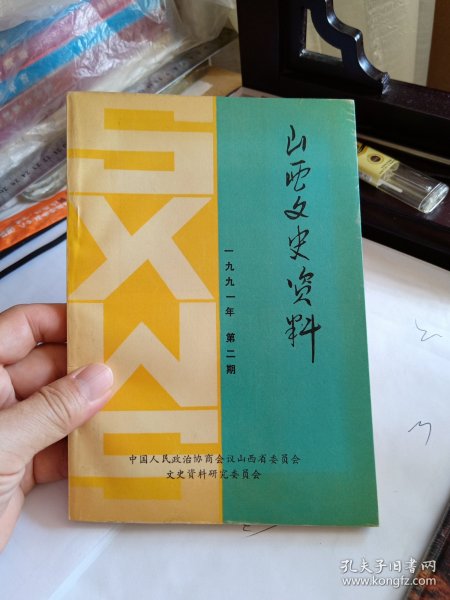 山西文史资料
一九九一年 第二期
中国人民政治协商会议山西省委员会
文史资料研究委员会
SXWS
孔夫子旧书网
www.kongfz.com